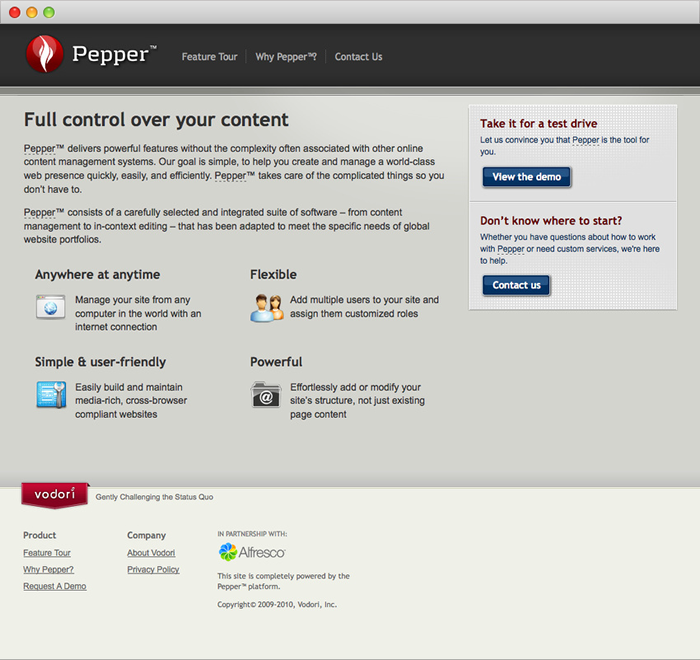 Pepper™
Feature Tour
Why Pepper™?
Contact Us
Full control over your content
Pepper™ delivers powerful features without the complexity often associated with other online
content management systems. Our goal is simple, to help you create and manage a world-class
web presence quickly, easily, and efficiently. Pepper™ takes care of the complicated things so you
don't have to.
Pepper™ consists of a carefully selected and integrated suite of software – from content
management to in-context editing – that has been adapted to meet the specific needs of global
website portfolios.
Anywhere at anytime
Manage your site from any
computer in the world with an
internet connection
Flexible
Add multiple users to your site and
assign them customized roles
Simple & user-friendly
Easily build and maintain
media-rich, cross-browser
compliant websites
Powerful
@
Effortlessly add or modify your
site's structure, not just existing
page content
Take it for a test drive
Let us convince you that Pepper is the tool for
you.
View the demo
Don't know where to start?
Whether you have questions about how to work
with Pepper or need custom services, we're here
to help.
Contact us
vodori
Gently Challenging the Status Quo
Product
Feature Tour
Why Pepper?
Request A Demo
Company
About Vodori
Privacy Policy
IN PARTNERSHIP WITH:
Alfresco
This site is completely powered by the
Pepper™ platform.
Copyright© 2009-2010, Vodori, Inc.